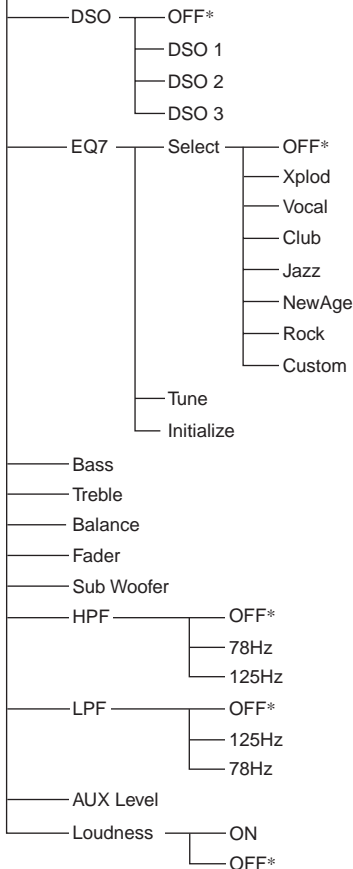 DSO OFF*
DSO 1
DSO 2
DSO 3
EQ7 Select OFF*
Xplod
Vocal
Club
Jazz
NewAge
Rock
Custom
Tune
Initialize
Bass
Treble
Balance
Fader
Sub Woofer
HPF OFF*
78Hz
125Hz
LPF OFF*
125Hz
78Hz
AUX Level
Loudness ON
OFF*